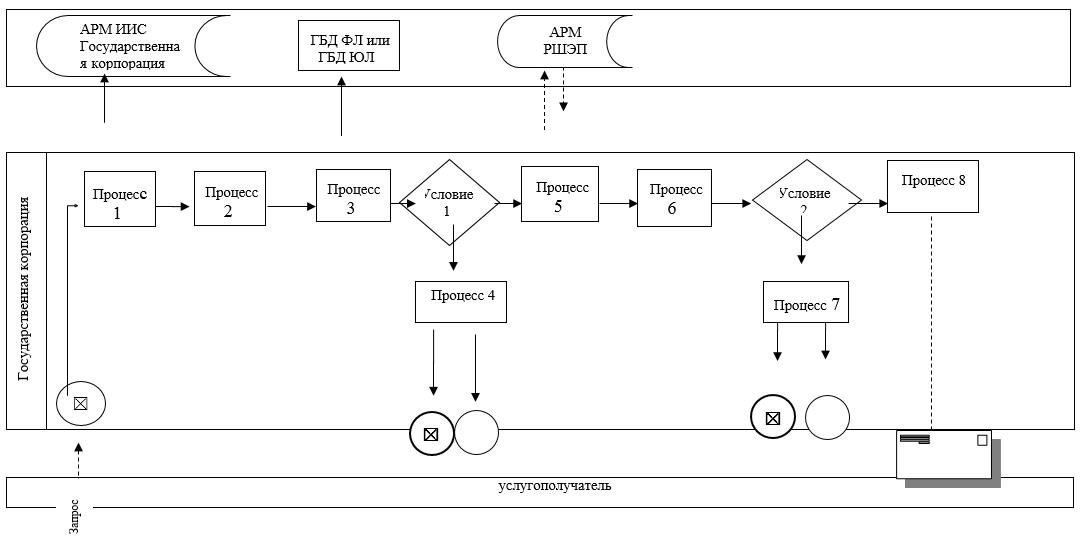 АРМ ИИС
Государственна
я корпорация
ГБД ФЛ или
ГБД ЮЛ
АРМ
РШЭП
Государственная корпорация
Процесс
1
Процесс
2
Процесс
3
Условие
1
Процесс
5
Процесс
6
Условие
2
Процесс 8
Процесс 4
Процесс 7
услугополучатель
Запрос